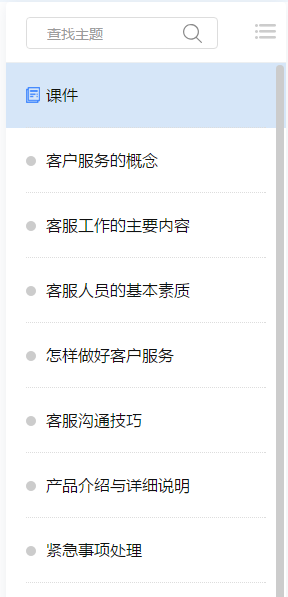 查找主题
课件
客户服务的概念
客服工作的主要内容
客服人员的基本素质
怎样做好客户服务
客服沟通技巧
产品介绍与详细说明
紧急事项处理